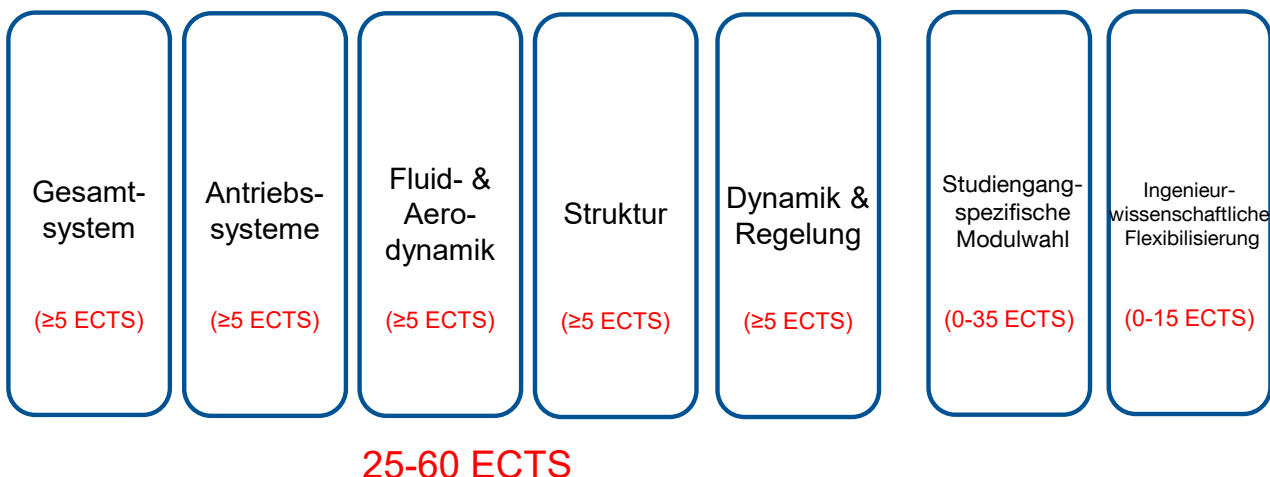 Gesamt-
system
(≥5 ECTS)
Antriebs-
systeme
(≥5 ECTS)
Fluid- &
Aero-
dynamik
(≥5 ECTS)
Struktur
(≥5 ECTS)
Dynamik &
Regelung
(≥5 ECTS)
Studiengang-
spezifische
Modulwahl
(0-35 ECTS)
Ingenieur-
wissenschaftliche
Flexibilisierung
(0-15 ECTS)
25-60 ECTS